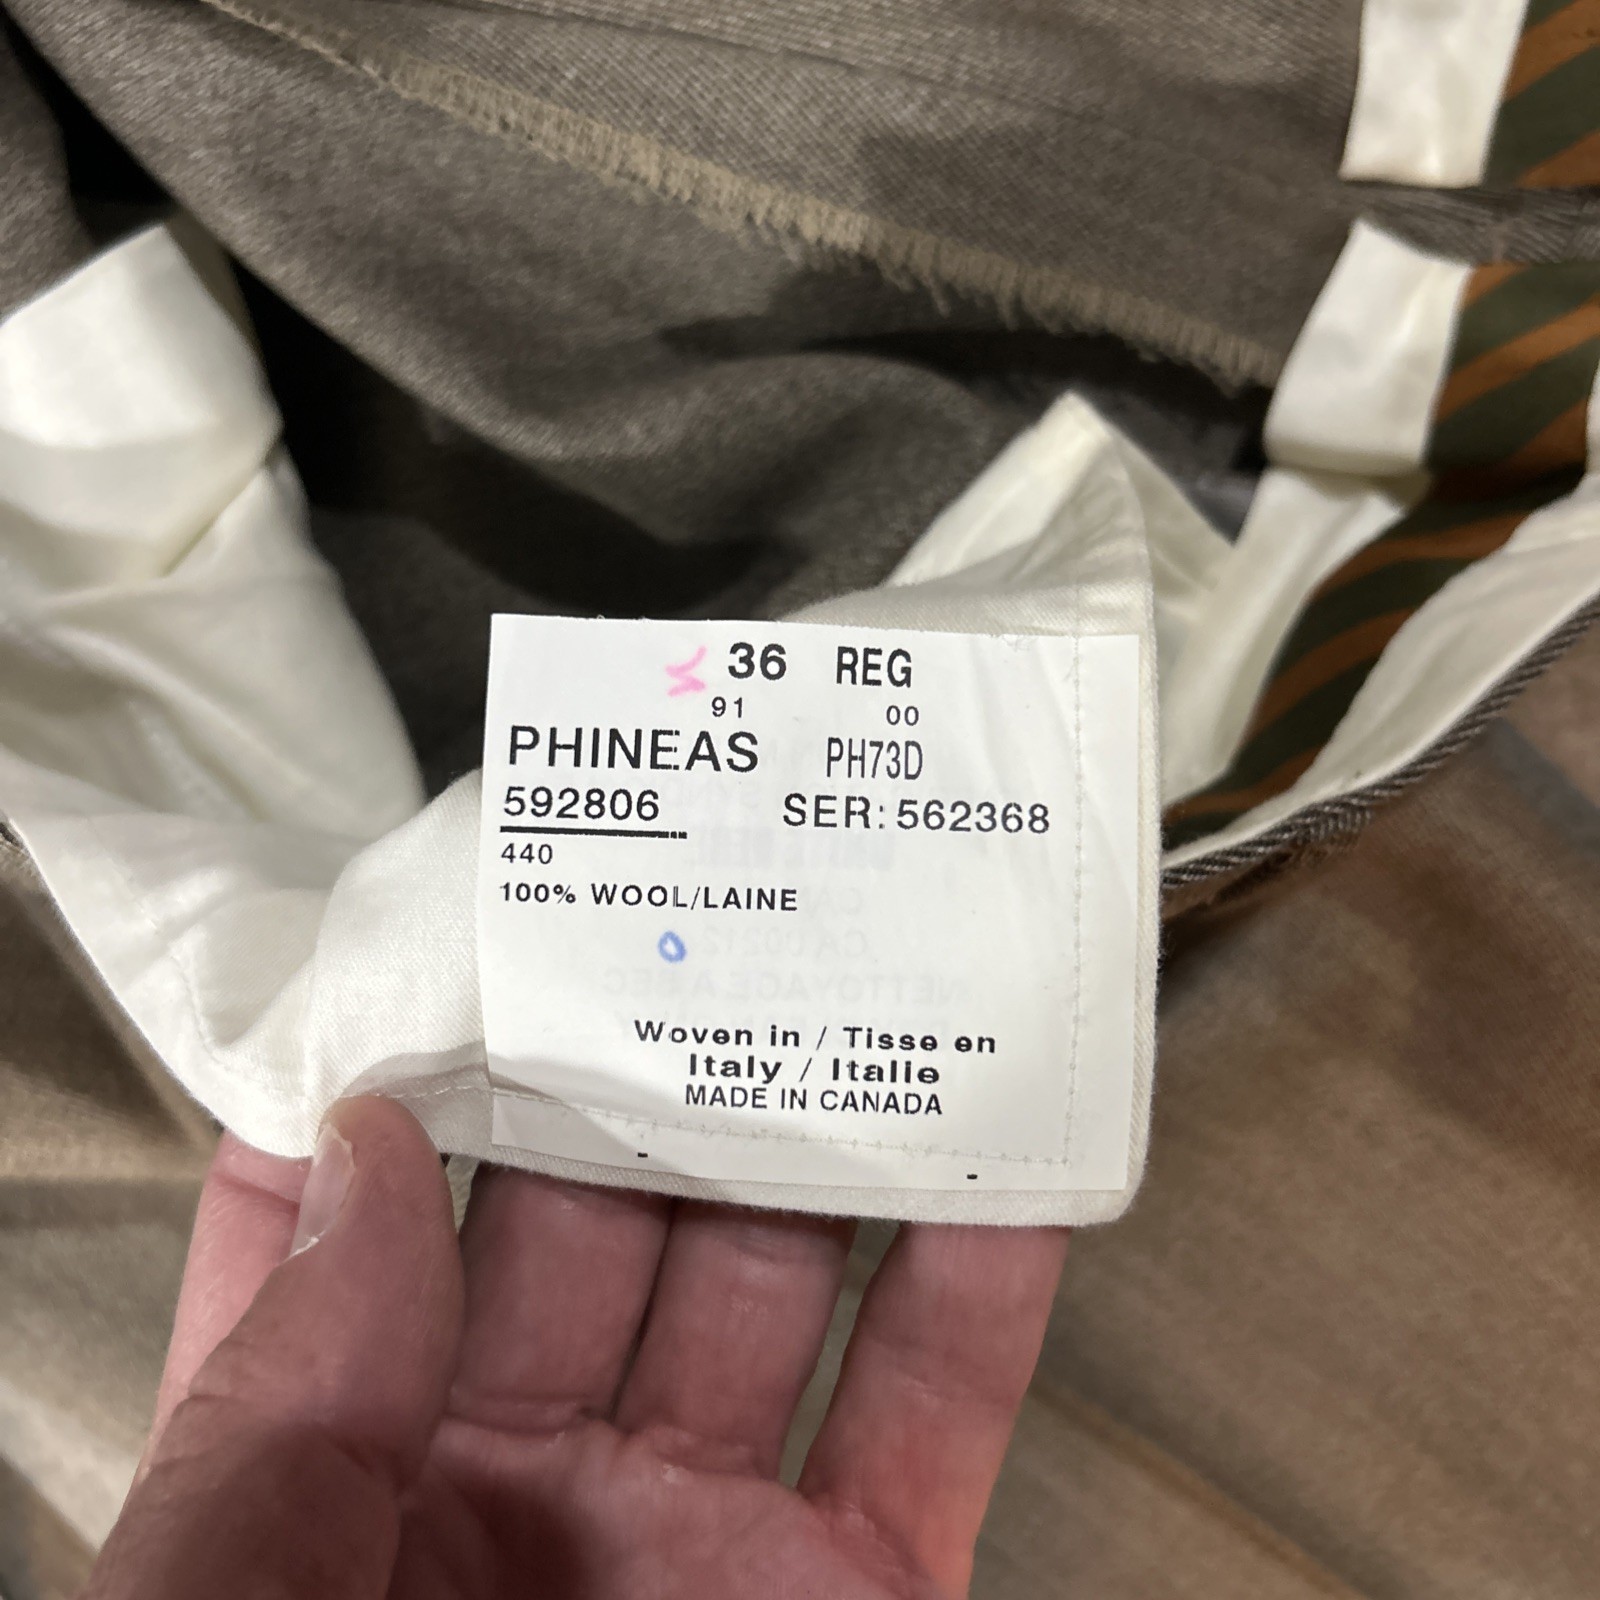 36 REG
91 00
PHINEAS PH73D
592806 SER: 562368
440
100% WOOL/LAINE
Woven in / Tisse en
Italy / Italie
MADE IN CANADA